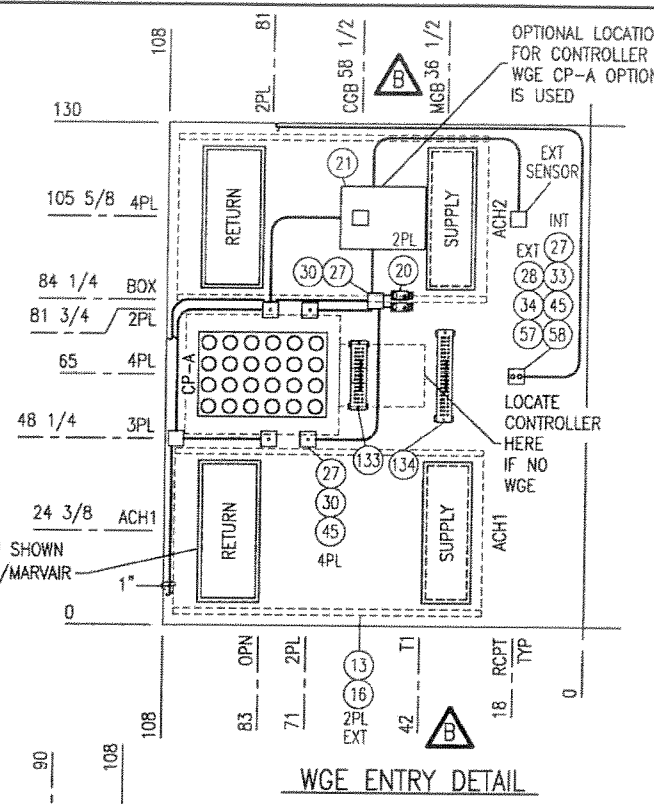 108
81
2PL
CGB 58 1/2
B
MGB 36 1/2
OPTIONAL LOCATIO
FOR CONTROLLER
WGE CP-A OPTION
IS USED
130
105 5/8 4PL
84 1/4 BOX
81 3/4 2PL
65 4PL
48 1/4 3PL
24 3/8 ACH1
SHOWN
/MARVAIR
1"
0
RETURN
21
2PL
SUPPLY
ACH2
EXT
SENSOR
INT
EXT 27
28 33
34 45
57 58
30 27 20
CP-A
133 134
LOCATE
CONTROLLER
HERE
IF NO
WGE
27
30
45
4PL
RETURN
SUPPLY
ACH1
108
83 OPN
71 2PL
13
16
2PL
EXT
42 T1
B
18 RCPT
TYP
0
90
108
WGE ENTRY DETAIL